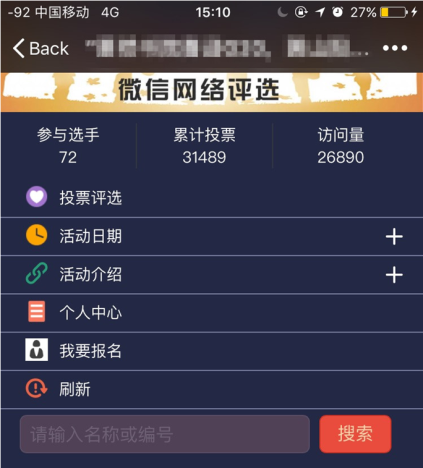 -92 中国移动 4G 15:10 27%
Back
微信网络评选
参与选手 累计投票 访问量
72 31489 26890
投票评选
活动日期
活动介绍
个人中心
我要报名
刷新
请输入名称或编号 搜索